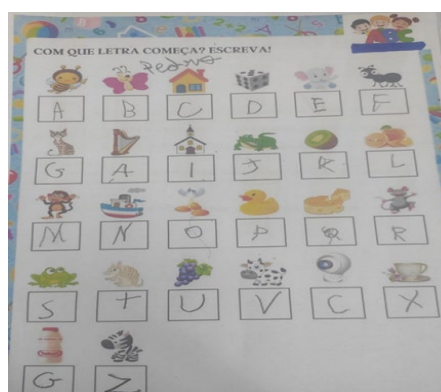 COM QUE LETRA COMEÇA? ESCREVA!
Pedro
A B C D E F
G A I J K L
M N O P Q R
S T U V C X
G Z